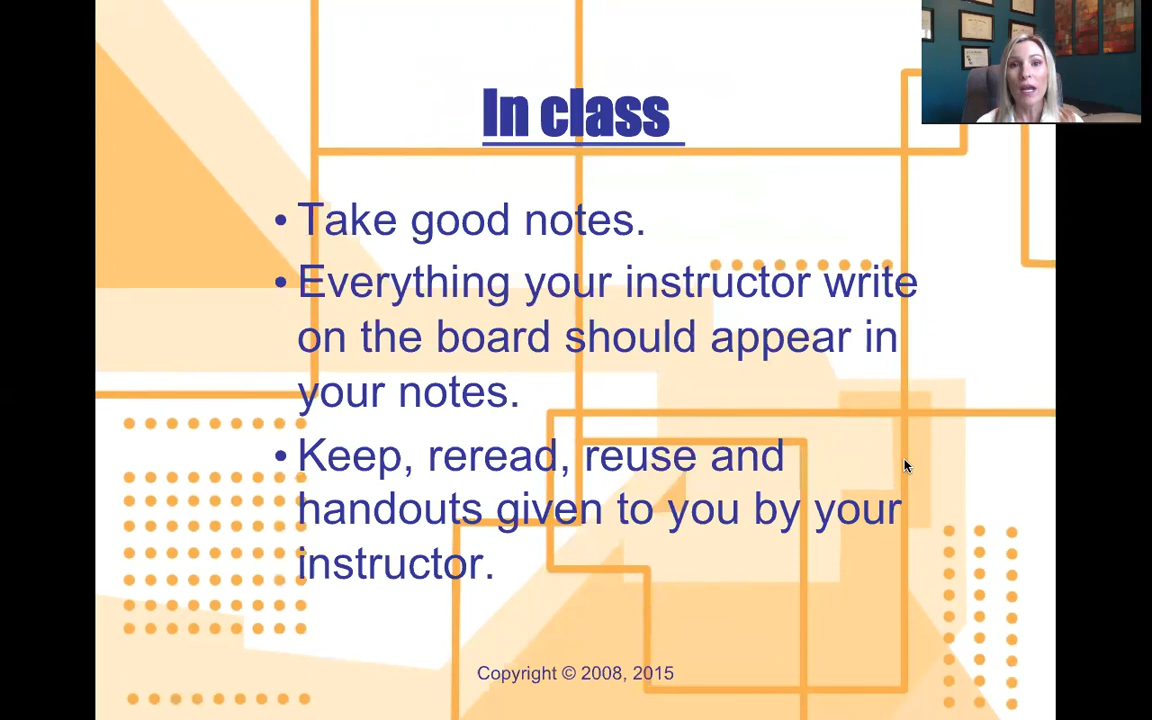 In class
• Take good notes.
• Everything your instructor write
on the board should appear in
your notes.
• Keep, reread, reuse and
handouts given to you by your
instructor.
Copyright © 2008, 2015